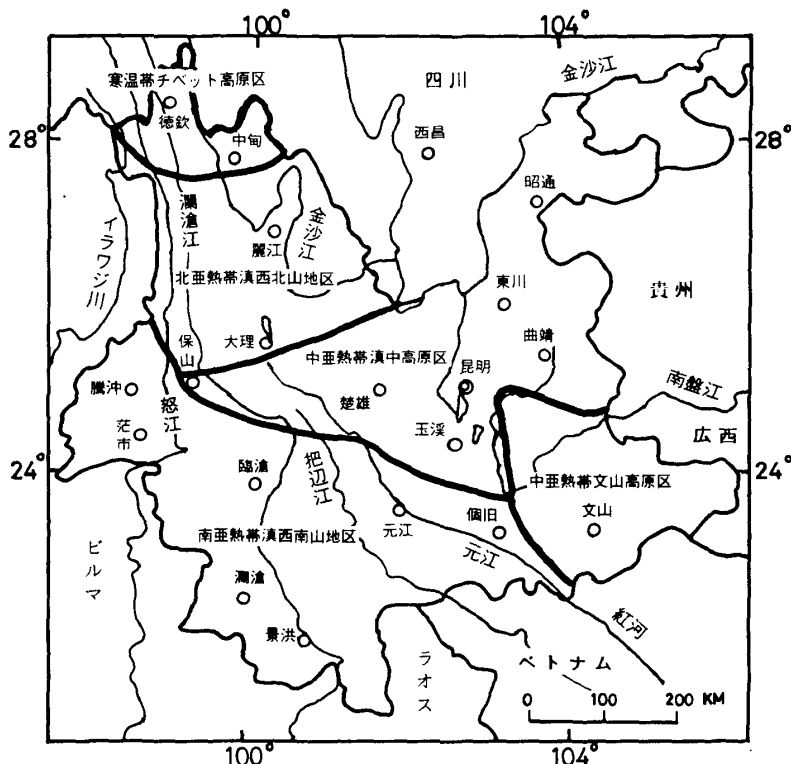 100° 104°
寒温帯チベット高原区
四川
金沙江
徳欽
28° 28°
中甸
西昌
昭通
瀾滄江
イラワジ川
金沙江
麗江
北亜熱帯滇西北山地区
東川
貴州
保山
大理
中亜熱帯滇中高原区
曲靖
昆明
騰沖
怒江
楚雄
南盤江
茫市
玉渓
広西
24° 24°
臨滄
把辺江
中亜熱帯文山高原区
元江
個旧
文山
南亜熱帯滇西南山地区
元江
ビルマ
瀾滄
紅河
景洪
ラオス
ベトナム
0 100 200 KM
100° 104°